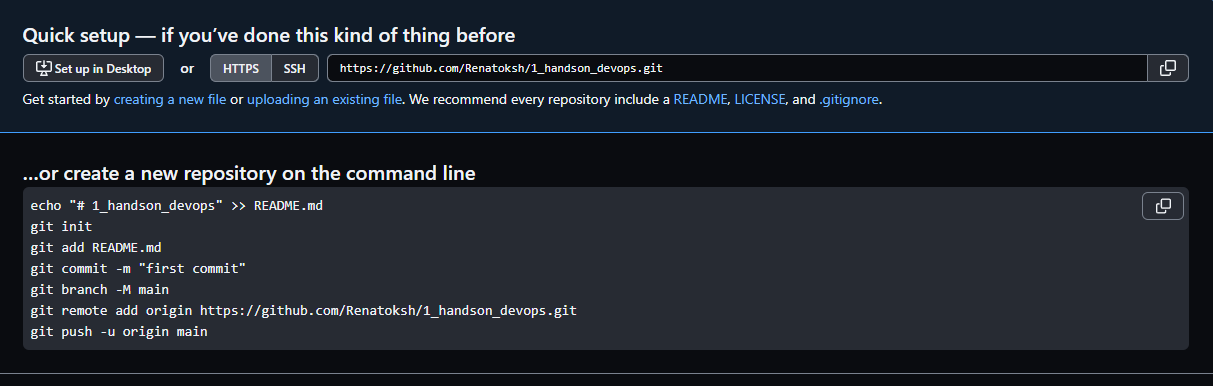 Quick setup — if you’ve done this kind of thing before
Set up in Desktop or HTTPS SSH https://github.com/Renatoksh/1_handson_devops.git
Get started by creating a new file or uploading an existing file. We recommend every repository include a README, LICENSE, and .gitignore.
…or create a new repository on the command line
echo "# 1_handson_devops" >> README.md
git init
git add README.md
git commit -m "first commit"
git branch -M main
git remote add origin https://github.com/Renatoksh/1_handson_devops.git
git push -u origin main